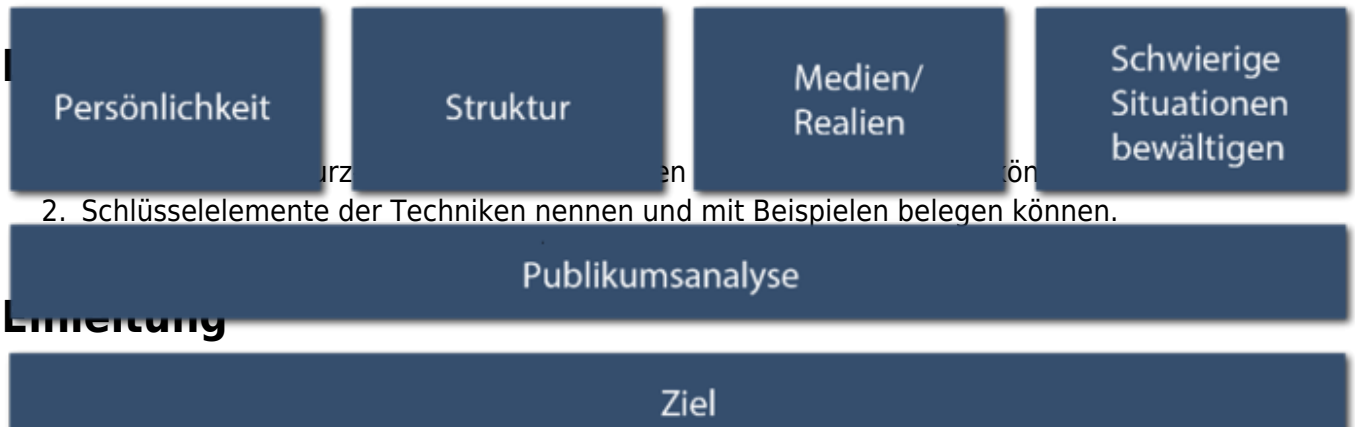 Persönlichkeit
Struktur
Medien/
Realien
Schwierige
Situationen
bewältigen
2. Schlüsselelemente der Techniken nennen und mit Beispielen belegen können.
Publikumsanalyse
Einleitung
Ziel